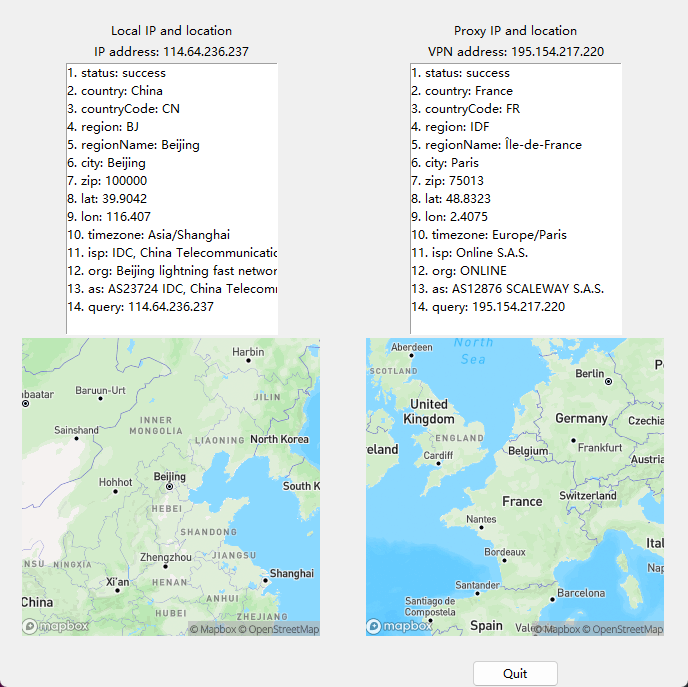 Local IP and location
IP address: 114.64.236.237
1. status: success
2. country: China
3. countryCode: CN
4. region: BJ
5. regionName: Beijing
6. city: Beijing
7. zip: 100000
8. lat: 39.9042
9. lon: 116.407
10. timezone: Asia/Shanghai
11. isp: IDC, China Telecommunicatio
12. org: Beijing lightning fast networ
13. as: AS23724 IDC, China Telecomm
14. query: 114.64.236.237
Harbin
baatar
Baruun-Urt
JILIN
INNER
MONGOLIA
Sainshand
LIAONING
North Korea
Beijing
Hohhot
South K
HEBEI
SHANDONG
Zhengzhou
JIANGSU
NSU
NINGXIA
Xi'an
HENAN
Shanghai
China
ANHUI
HUBEI
ZHEJIANG
mapbox
© Mapbox © OpenStreetMap
Proxy IP and location
VPN address: 195.154.217.220
1. status: success
2. country: France
3. countryCode: FR
4. region: IDF
5. regionName: Île-de-France
6. city: Paris
7. zip: 75013
8. lat: 48.8323
9. lon: 2.4075
10. timezone: Europe/Paris
11. isp: Online S.A.S.
12. org: ONLINE
13. as: AS12876 SCALEWAY S.A.S.
14. query: 195.154.217.220
North
Sea
Aberdeen
SCOTLAND
Berlin
Po
United
Kingdom
Germany
Czechia
ENGLAND
reland
Cardiff
Belgium
Frankfurt
Austria
France
Switzerland
Nantes
Ital
Bordeaux
Nap
Santander
Barcelona
Santiago de
Compostela
Spain
Vale
mapbox
© Mapbox © OpenStreetMap
Quit